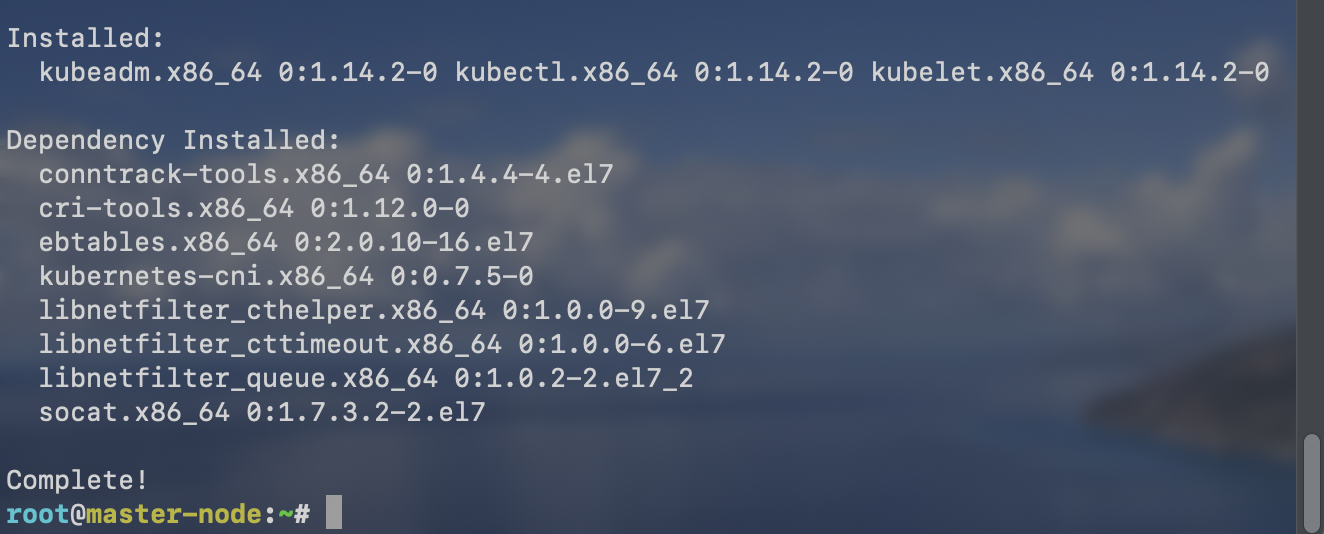 Installed:
  kubeadm.x86_64 0:1.14.2-0 kubectl.x86_64 0:1.14.2-0 kubelet.x86_64 0:1.14.2-0
Dependency Installed:
  conntrack-tools.x86_64 0:1.4.4-4.el7
  cri-tools.x86_64 0:1.12.0-0
  ebtables.x86_64 0:2.0.10-16.el7
  kubernetes-cni.x86_64 0:0.7.5-0
  libnetfilter_cthelper.x86_64 0:1.0.0-9.el7
  libnetfilter_cttimeout.x86_64 0:1.0.0-6.el7
  libnetfilter_queue.x86_64 0:1.0.2-2.el7_2
  socat.x86_64 0:1.7.3.2-2.el7
Complete!
root@master-node:~#